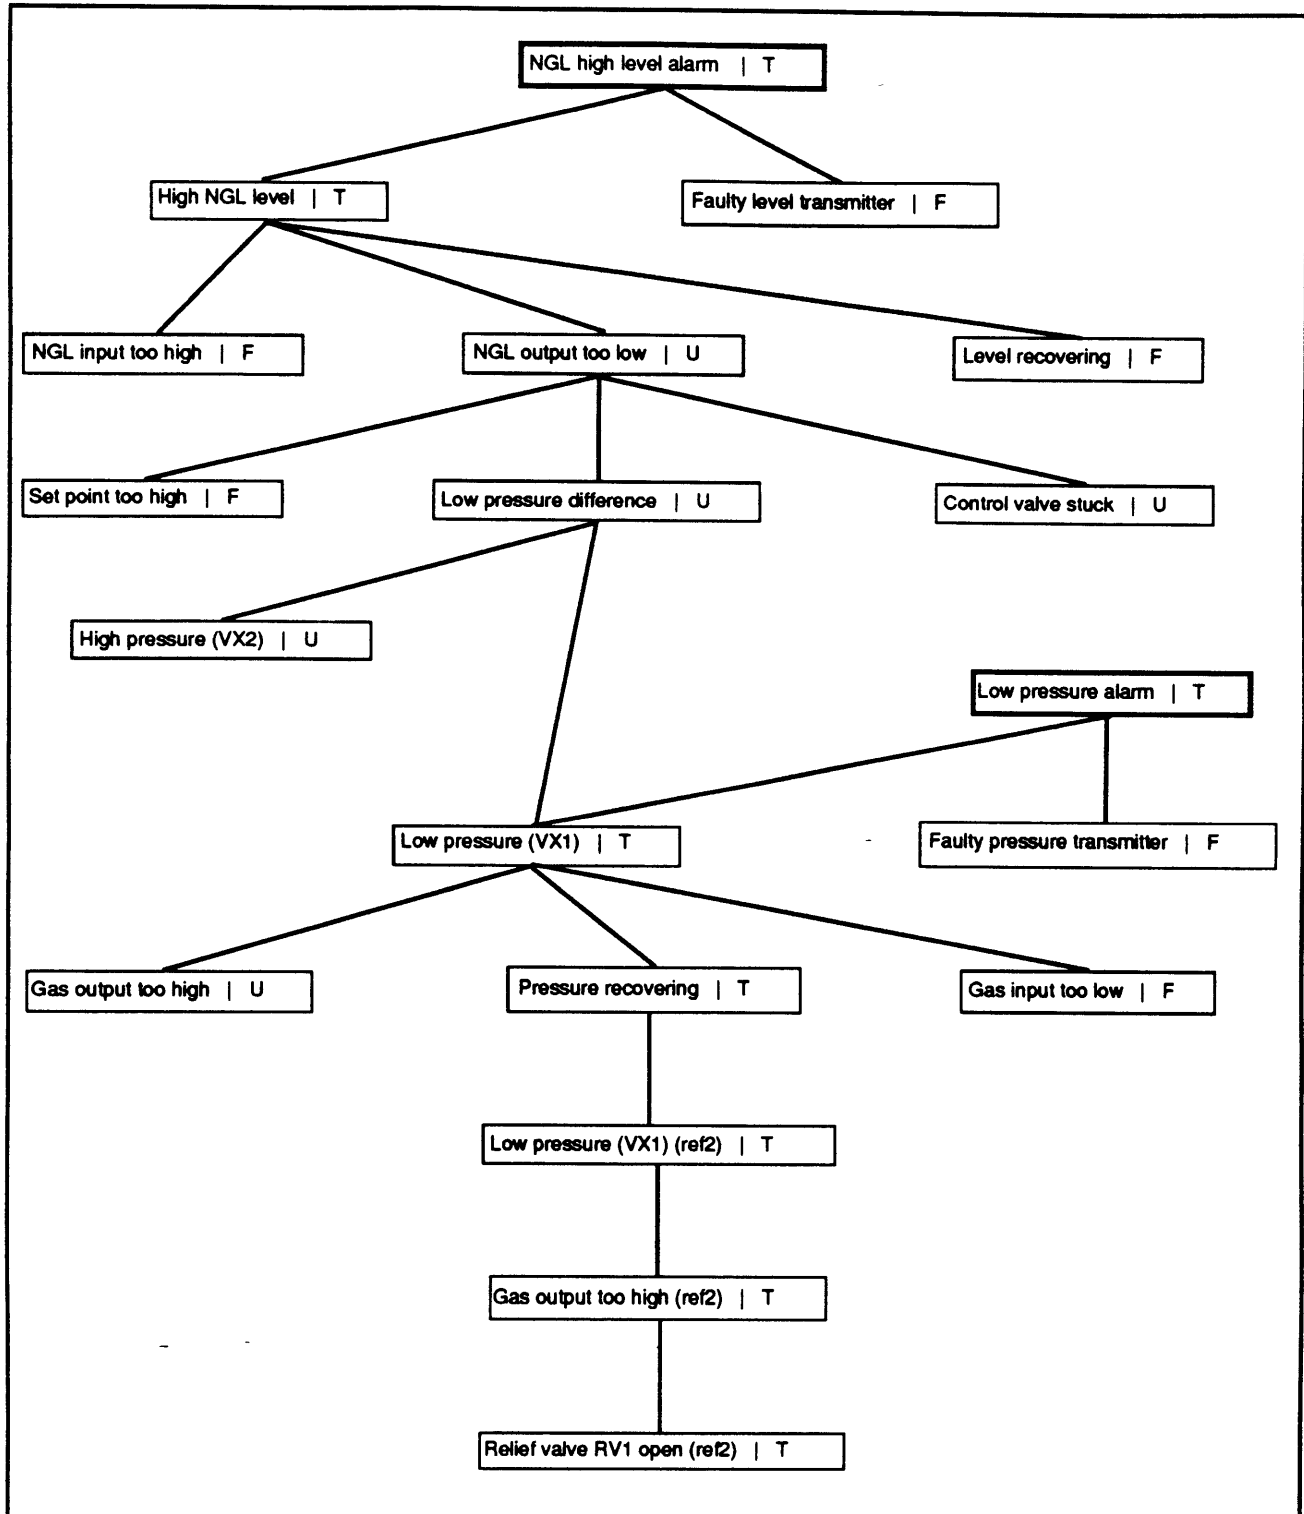 NGL high level alarm | T
High NGL level | T
Faulty level transmitter | F
NGL input too high | F
NGL output too low | U
Level recovering | F
Set point too high | F
Low pressure difference | U
Control valve stuck | U
High pressure (VX2) | U
Low pressure alarm | T
Low pressure (VX1) | T
Faulty pressure transmitter | F
Gas output too high | U
Pressure recovering | T
Gas input too low | F
Low pressure (VX1) (ref2) | T
Gas output too high (ref2) | T
Relief valve RV1 open (ref2) | T